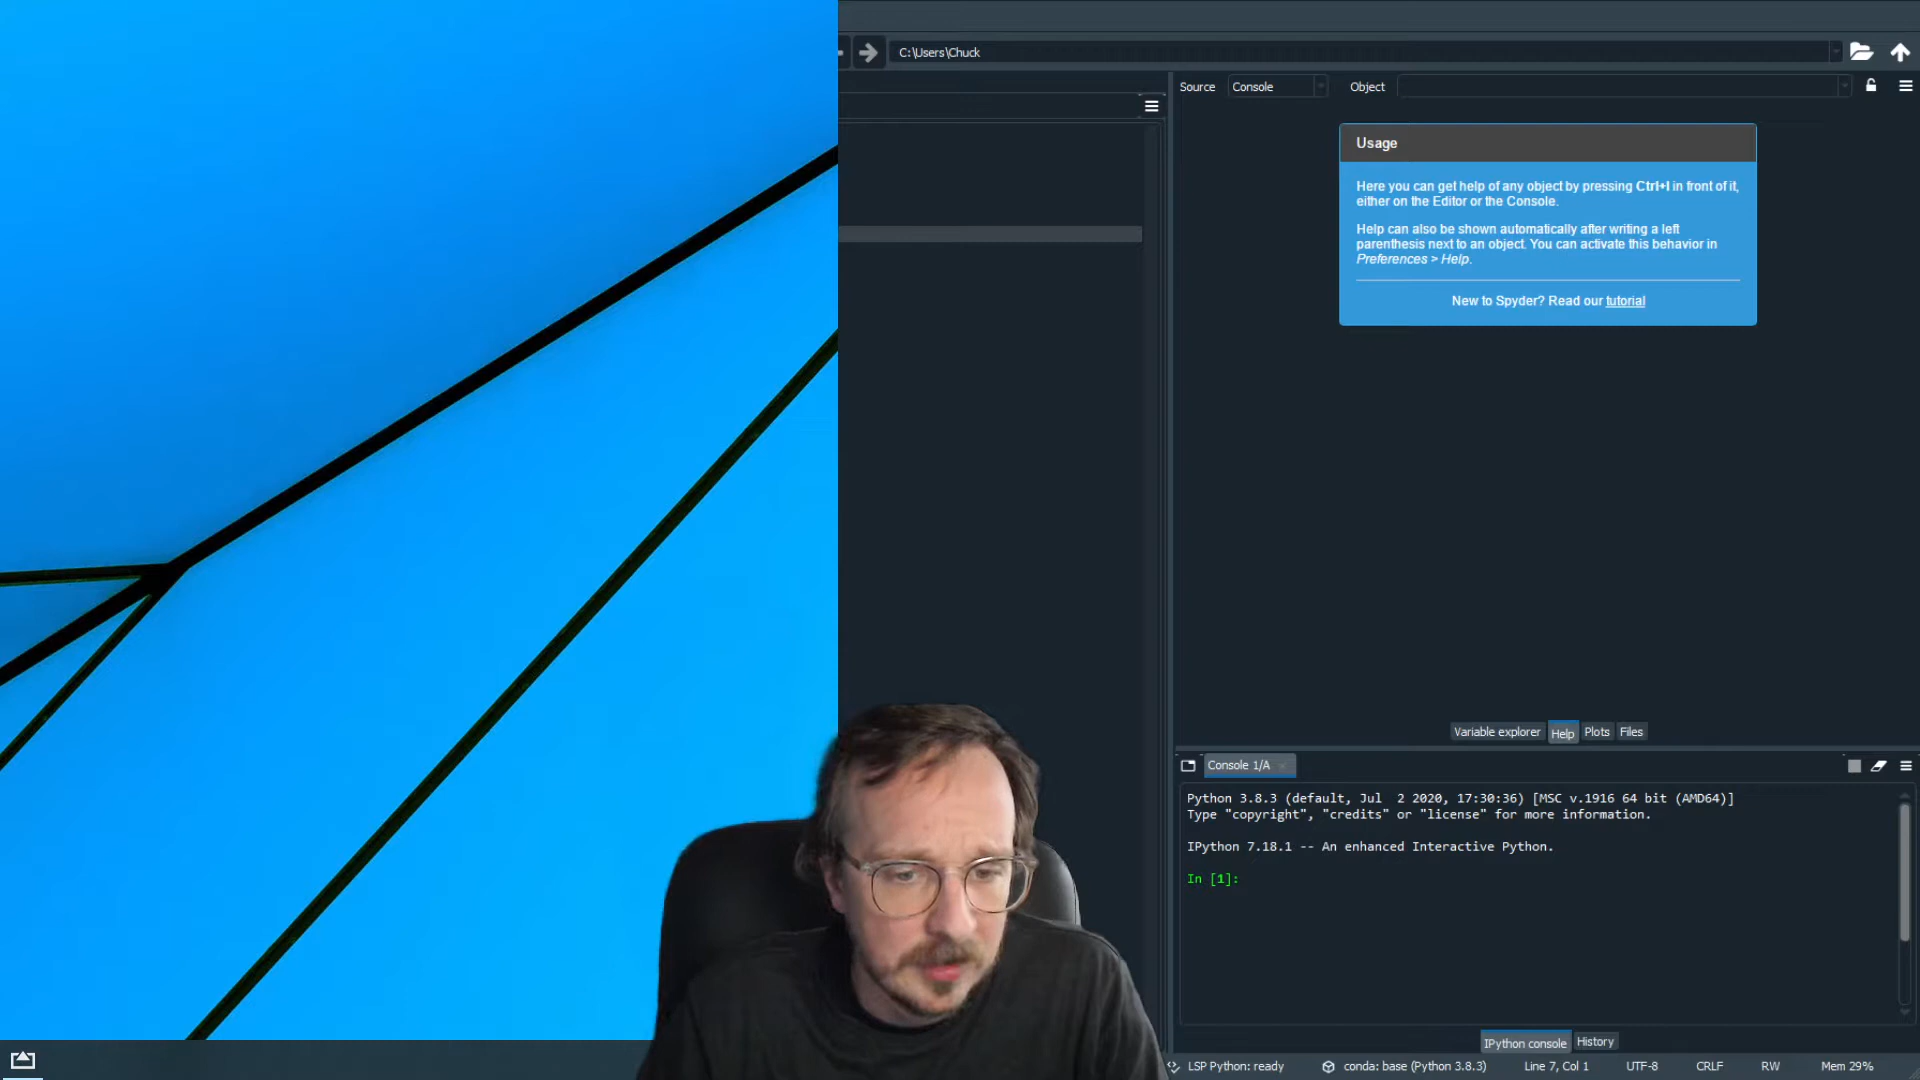 C:\Users\Chuck
Source Console Object
Usage
Here you can get help of any object by pressing Ctrl+I in front of it,
either on the Editor or the Console.
Help can also be shown automatically after writing a left
parenthesis next to an object. You can activate this behavior in
Preferences > Help.
New to Spyder? Read our tutorial
Variable explorer Help Plots Files
Console 1/A
Python 3.8.3 (default, Jul  2 2020, 17:30:36) [MSC v.1916 64 bit (AMD64)]
Type "copyright", "credits" or "license" for more information.
IPython 7.18.1 -- An enhanced Interactive Python.
In [1]:
IPython console History
LSP Python: ready conda: base (Python 3.8.3) Line 7, Col 1 UTF-8 CRLF RW Mem 29%